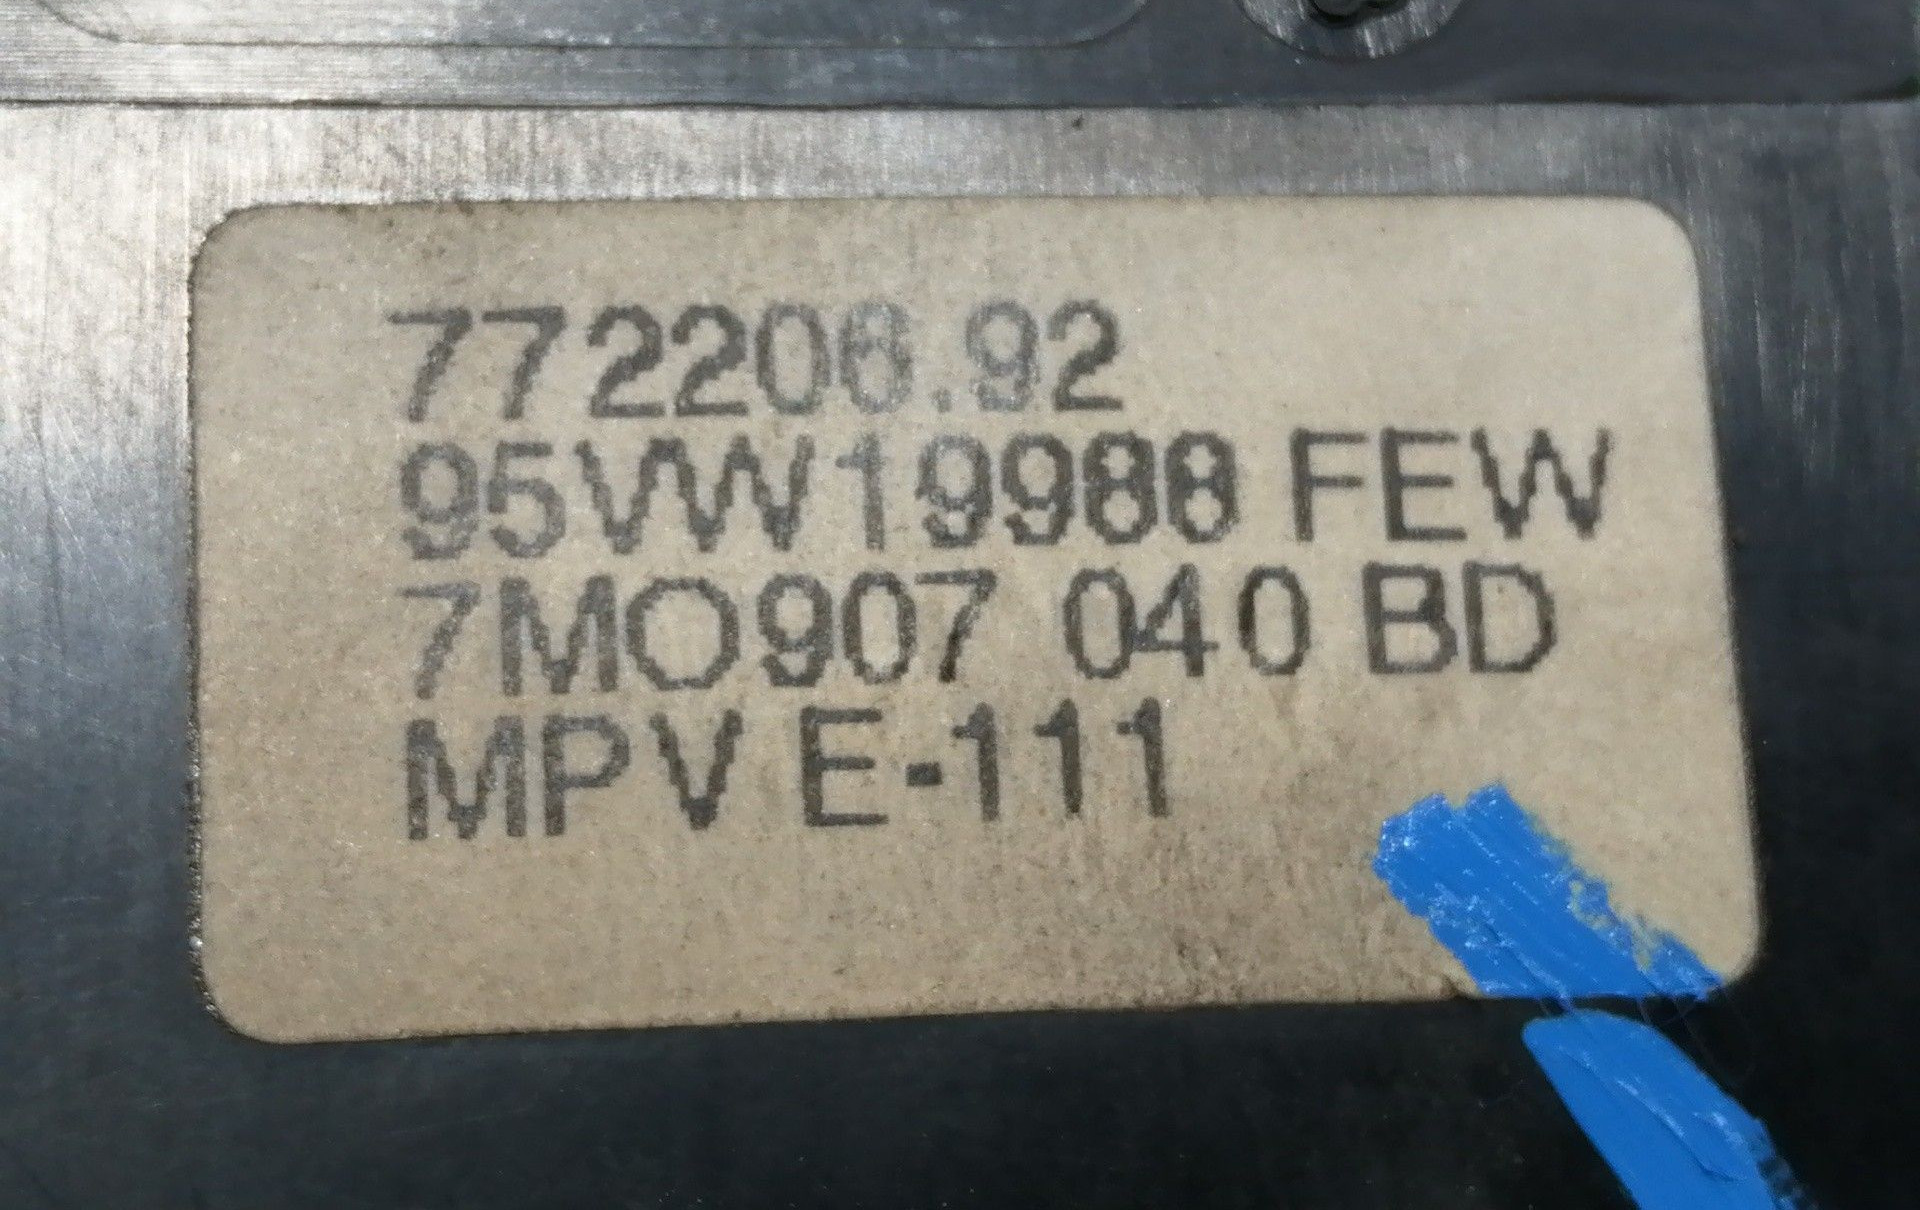 772206.92
95VW19988 FEW
7MO907 040 BD
MPV E-111